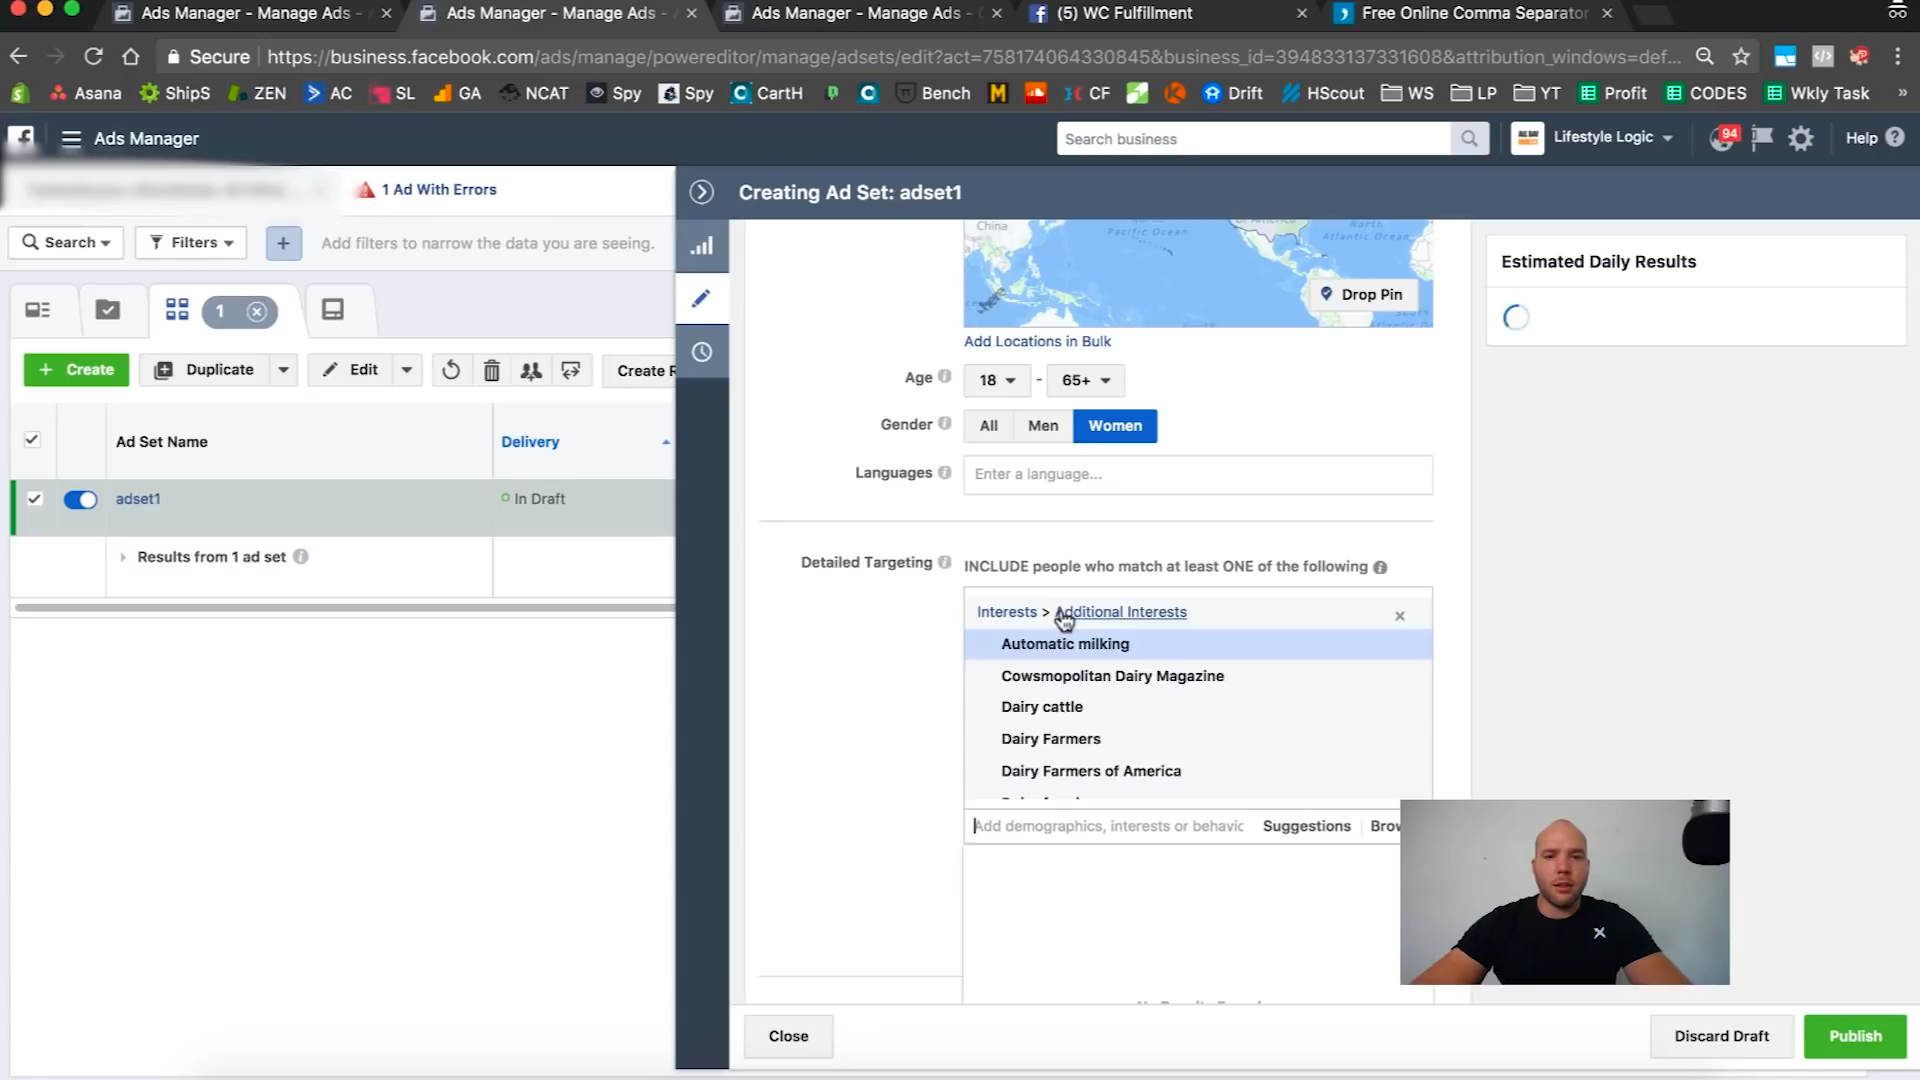 Ads Manager - Manage Ads -
Ads Manager - Manage Ads -
Ads Manager - Manage Ads -
(5) WC Fulfillment
Free Online Comma Separator
Secure
https://business.facebook.com/ads/manage/powereditor/manage/adsets/edit?act=758174064330845&business_id=394833137331608&attribution_windows=def...
Asana
ShipS
ZEN
AC
SL
GA
NCAT
Spy
Spy
CartH
Bench
CF
Drift
HScout
WS
LP
YT
Profit
CODES
Wkly Task
»
Ads Manager
Search business
Lifestyle Logic
94
Help
1 Ad With Errors
Creating Ad Set: adset1
Search
Filters
Add filters to narrow the data you are seeing.
China
Pacific Ocean
of America
North
Atlantic Ocean
here
South
Drop Pin
Estimated Daily Results
1
Add Locations in Bulk
Create
Duplicate
Edit
Create R
Age
18
-
65+
Gender
All
Men
Women
Ad Set Name
Delivery
Languages
Enter a language...
adset1
In Draft
Results from 1 ad set
Detailed Targeting
INCLUDE people who match at least ONE of the following
Interests > Additional Interests
Automatic milking
Cowsmopolitan Dairy Magazine
Dairy cattle
Dairy Farmers
Dairy Farmers of America
Add demographics, interests or behavic
Suggestions
Brow
Close
Discard Draft
Publish